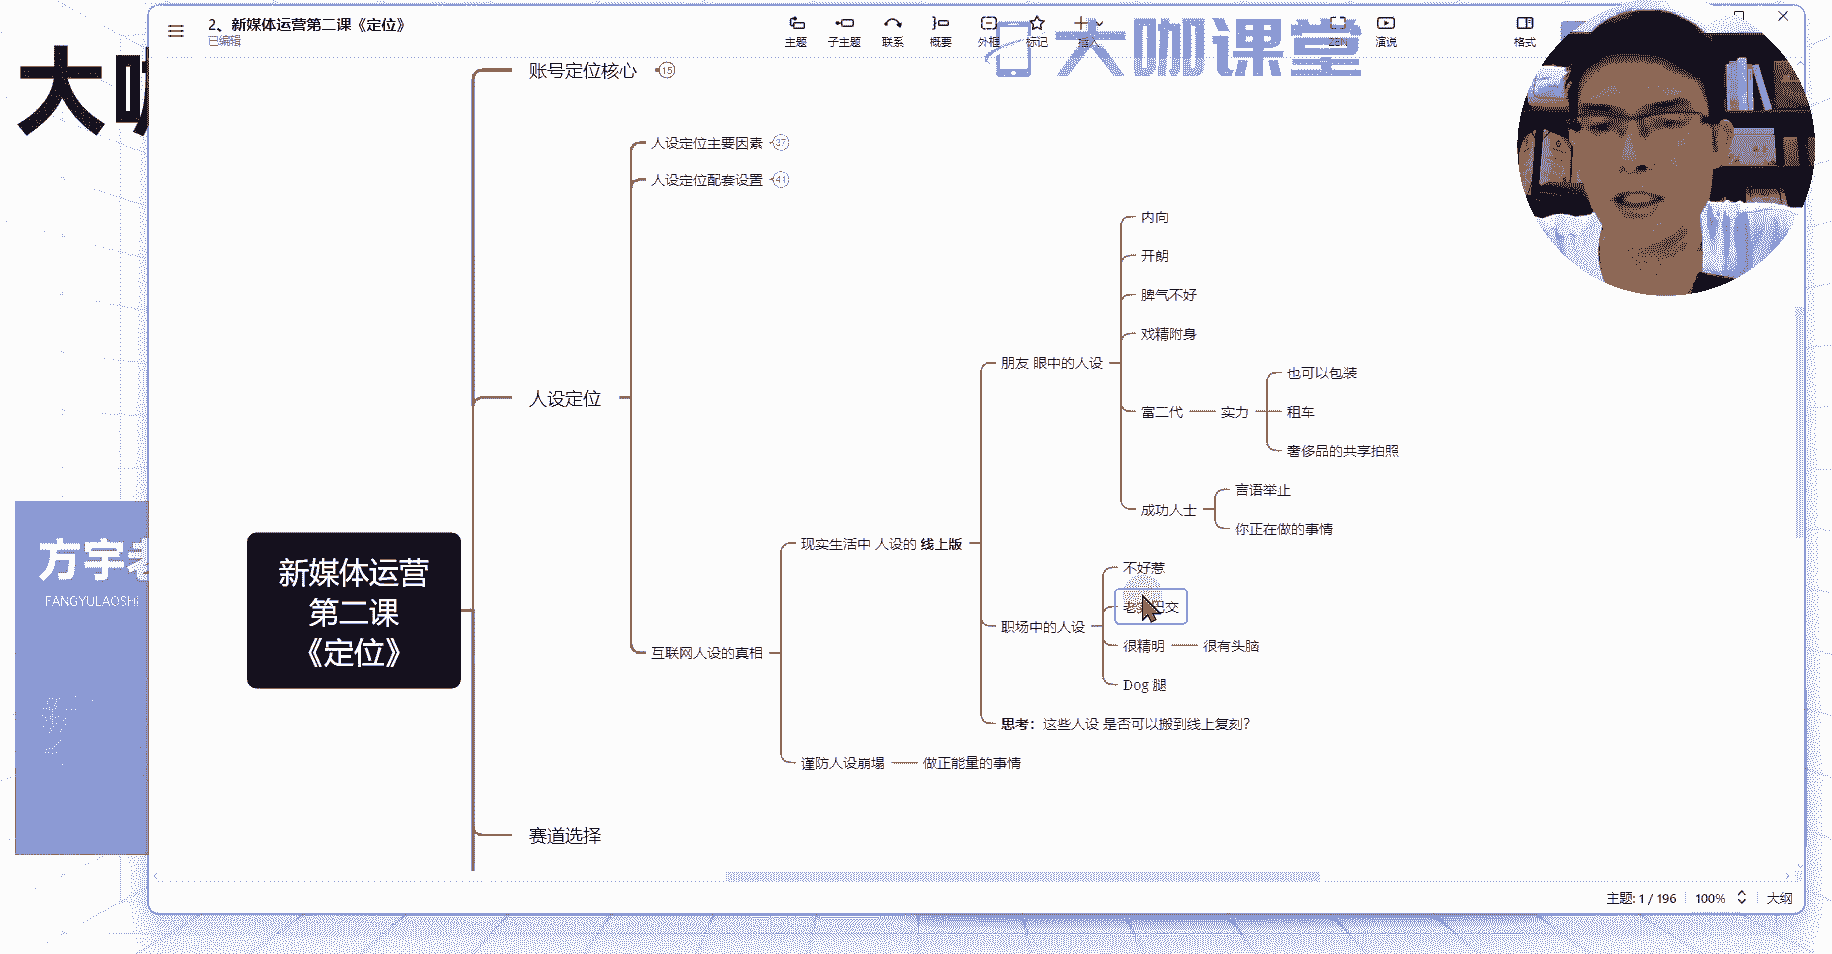 2、新媒体运营第二课《定位》
已编辑
主题
子主题
联系
概要
外框
标记
演说
格式
大咖课堂
大
账号定位核心
15
人设定位主要因素
37
人设定位配套设置
41
内向
开朗
脾气不好
戏精附身
朋友 眼中的人设
也可以包装
富二代
实力
租车
奢侈品的共享拍照
人设定位
言语举止
成功人士
你正在做的事情
现实生活中 人设的 线上版
不好惹
职场中的人设
很精明
很有头脑
Dog 腿
互联网人设的真相
思考：这些人设 是否可以搬到线上复刻?
谨防人设崩塌
做正能量的事情
新媒体运营
第二课
《定位》
赛道选择
方宇老
FANGYULAOSHI
主题: 1 / 196
100%
大纲